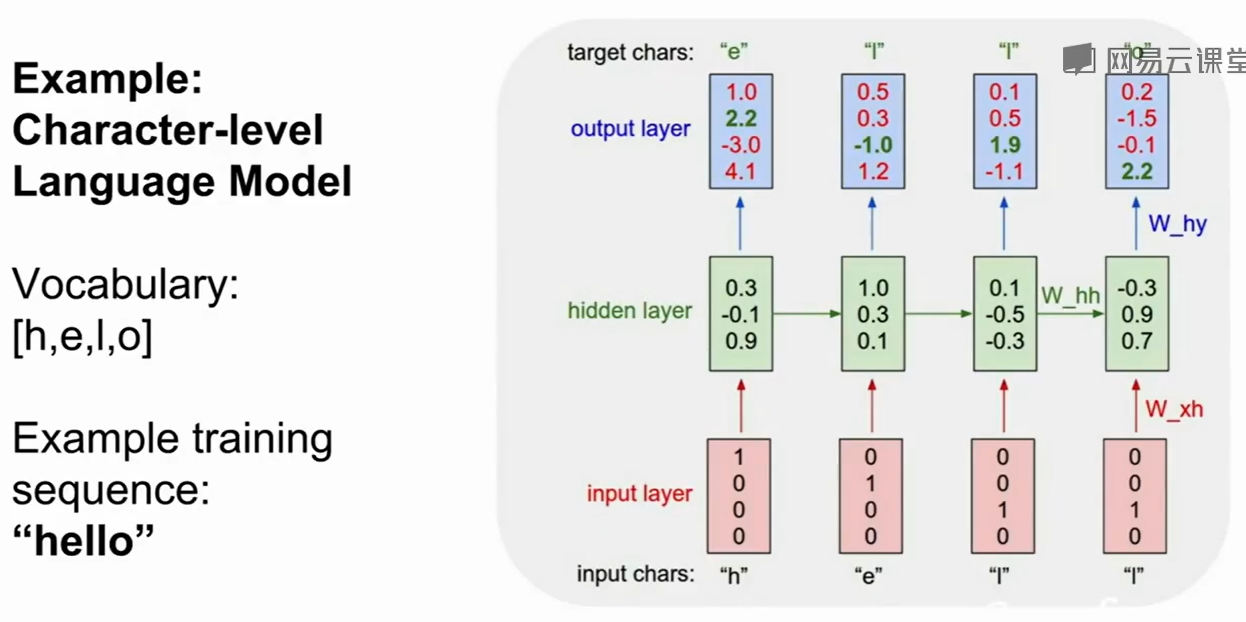 Example:
Character-level
Language Model
Vocabulary:
[h,e,l,o]
Example training
sequence:
“hello”
target chars: “e” “l” “l” “o”
网易云课堂
output layer
1.0 0.5 0.1 0.2
2.2 0.3 0.5 -1.5
-3.0 -1.0 1.9 -0.1
4.1 1.2 -1.1 2.2
W_hy
hidden layer
0.3 1.0 0.1 -0.3
-0.1 0.3 -0.5 0.9
0.9 0.1 -0.3 0.7
W_hh
W_xh
input layer
1 0 0 0
0 1 0 0
0 0 1 1
0 0 0 0
input chars: “h” “e” “l” “l”